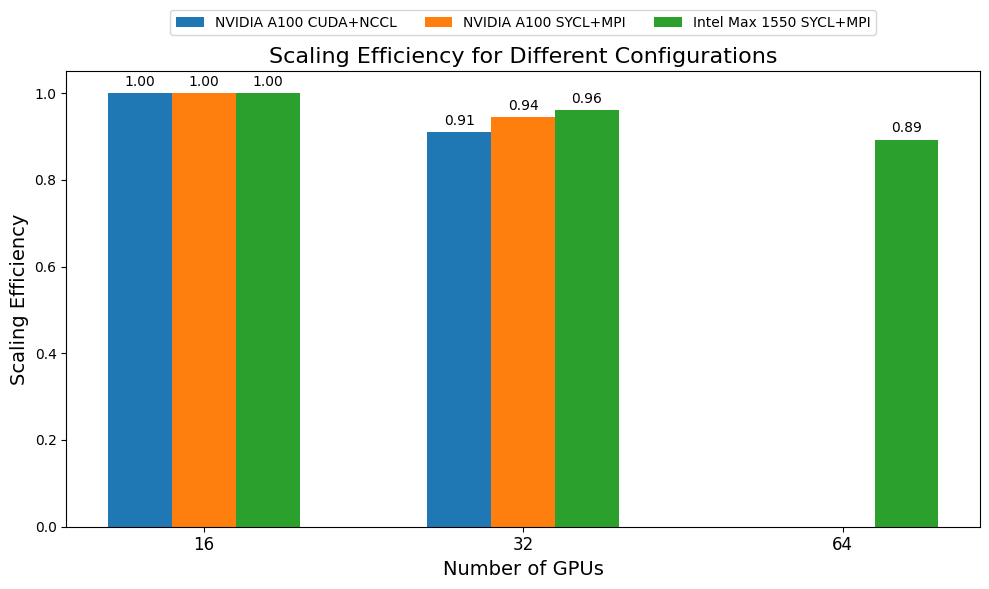 NVIDIA A100 CUDA+NCCL NVIDIA A100 SYCL+MPI Intel Max 1550 SYCL+MPI
Scaling Efficiency for Different Configurations
1.00 1.00 1.00
0.91 0.94 0.96
0.89
1.0
0.8
0.6
0.4
0.2
0.0
Scaling Efficiency
16 32 64
Number of GPUs